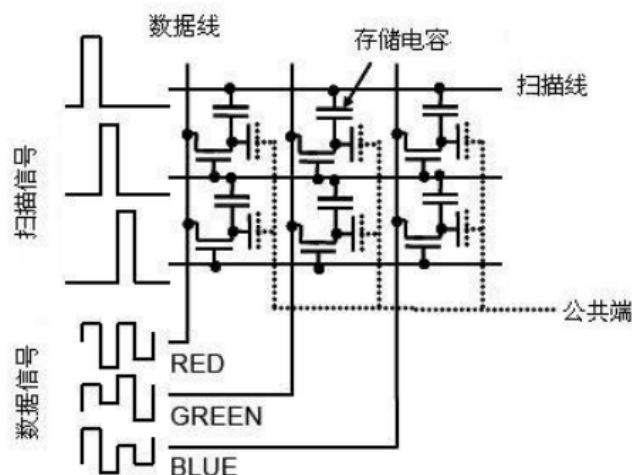 数据线
存储电容
扫描线
扫描信号
公共端
数据信号
RED
GREEN
BLUE